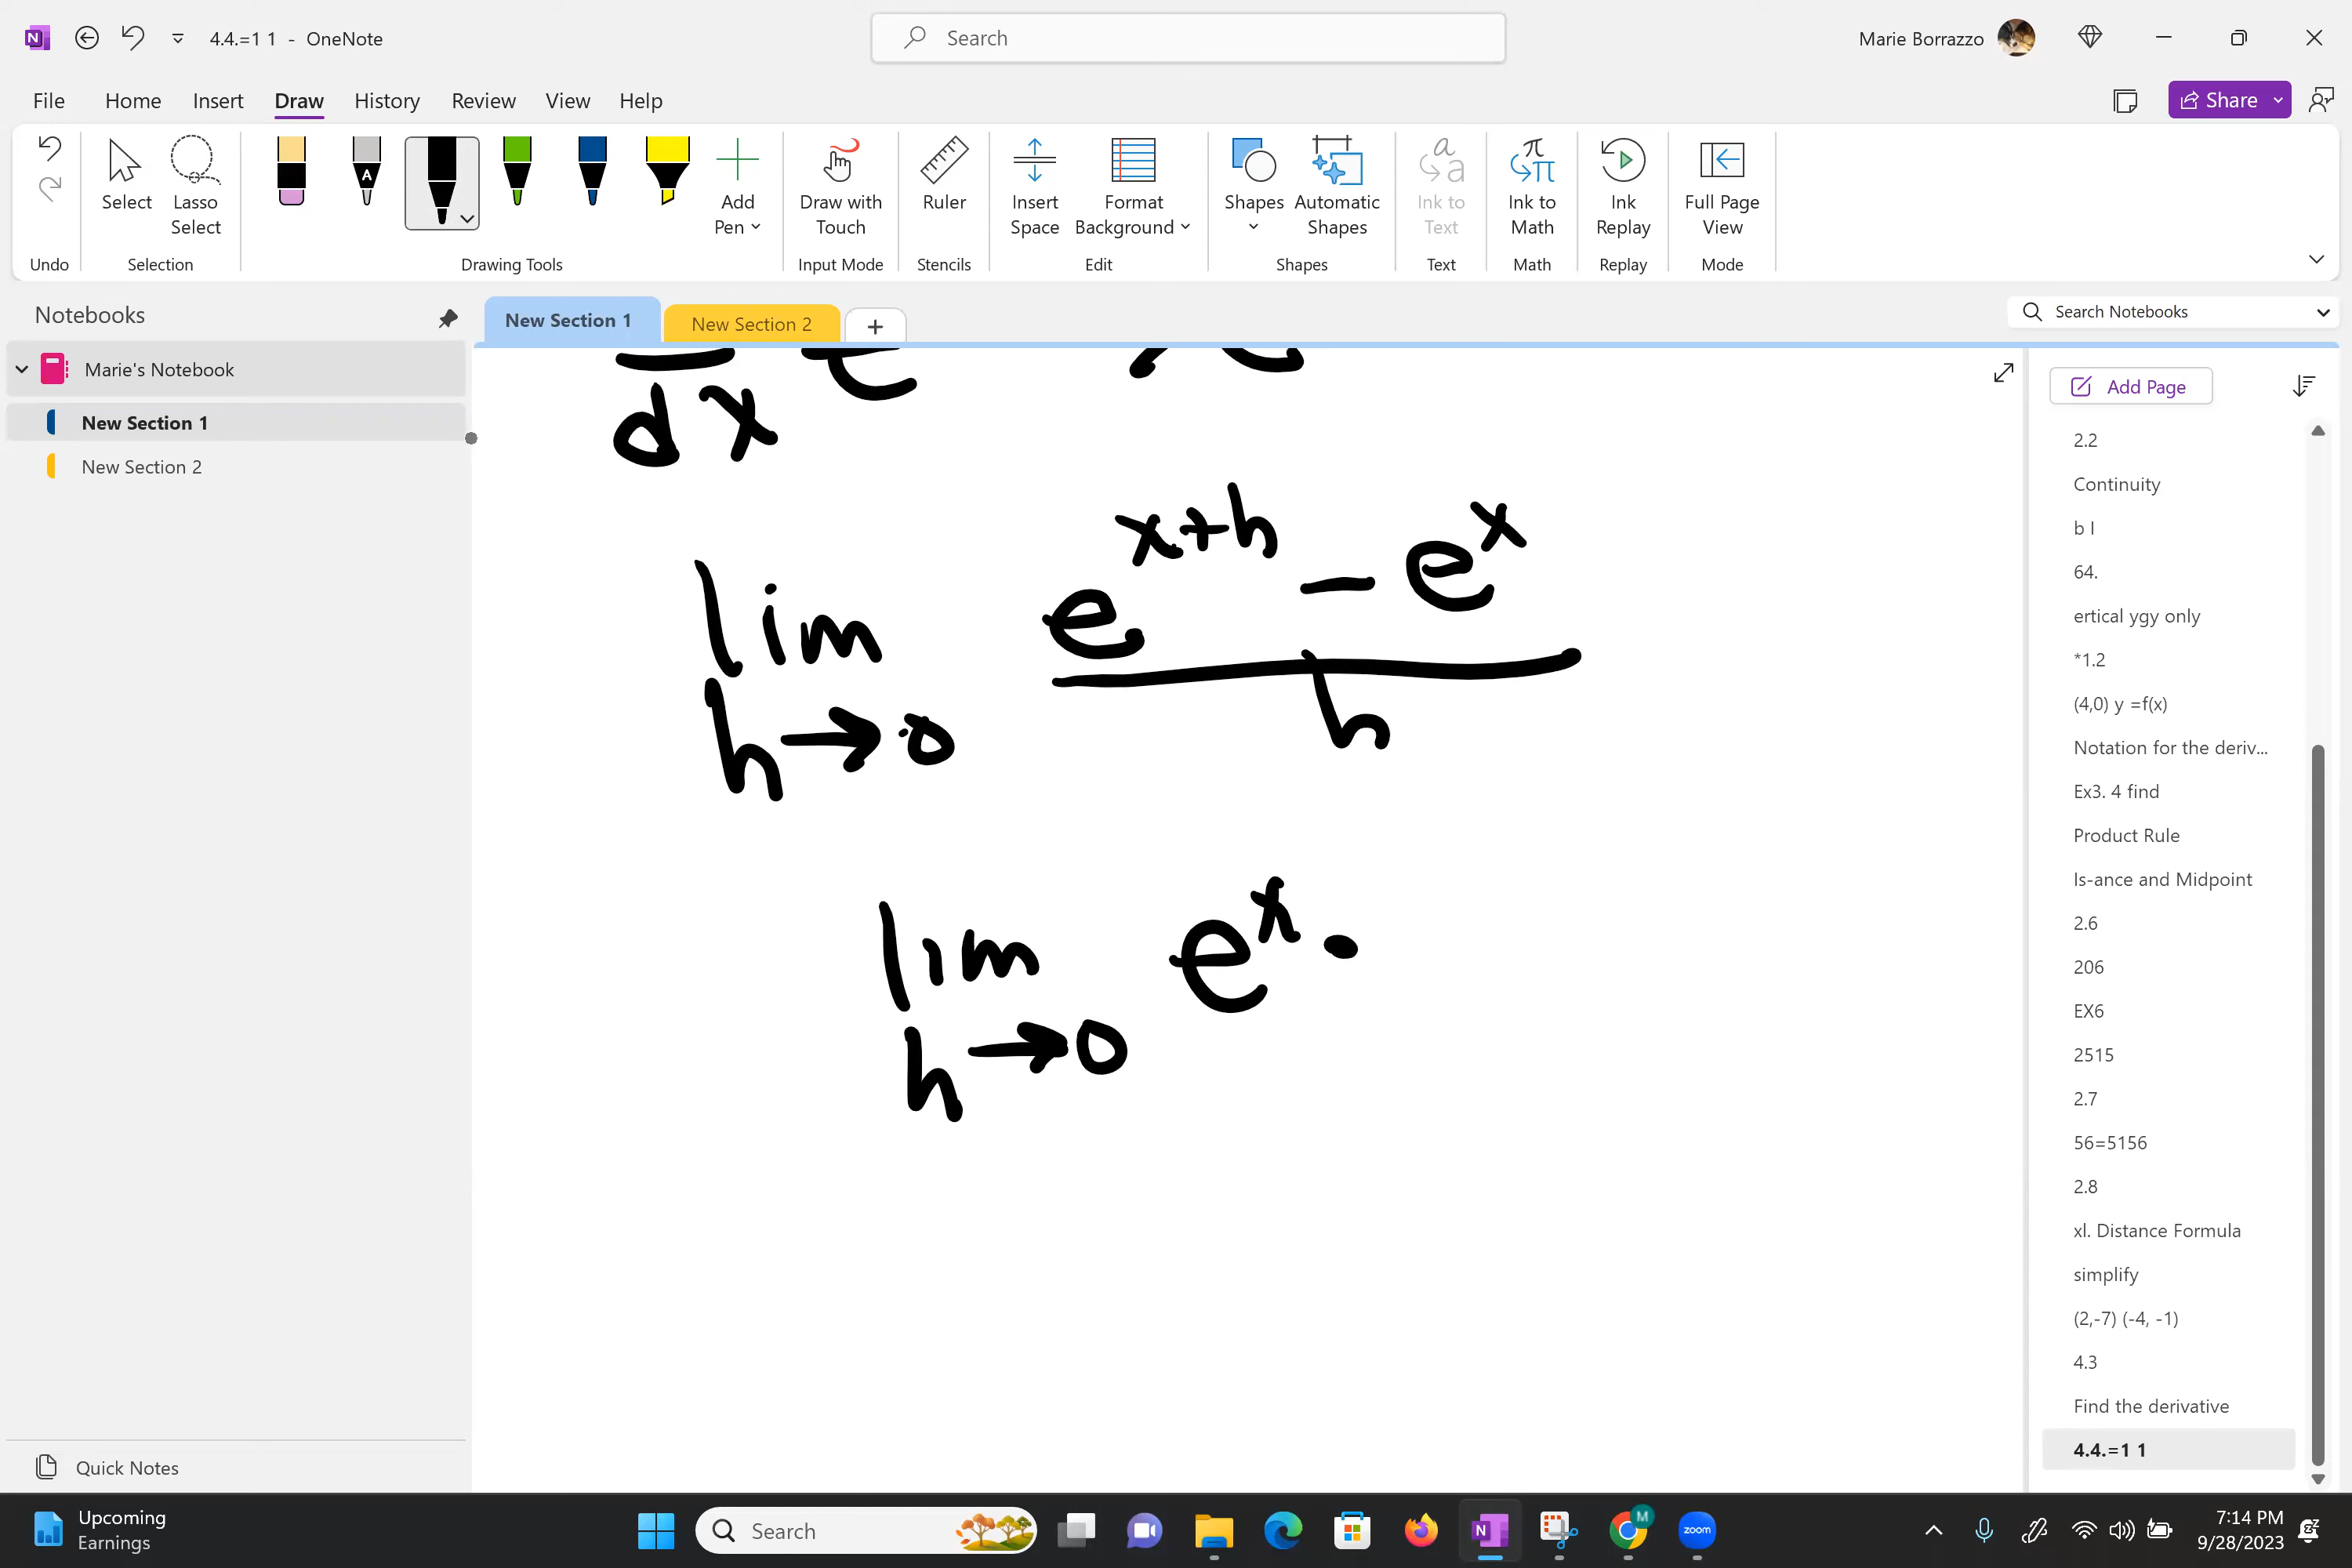 4.4.=1 1 - OneNote
Search
Marie Borrazzo
File Home Insert Draw History Review View Help
Share
Undo
Select
Lasso Select
Selection
A
Add Pen
Drawing Tools
Draw with Touch
Input Mode
Ruler
Stencils
Insert Space
Format Background
Edit
Shapes
Automatic Shapes
Shapes
Ink to Text
Text
Ink to Math
Math
Ink Replay
Replay
Full Page View
Mode
Notebooks
Marie's Notebook
New Section 1
New Section 2
Quick Notes
New Section 1 New Section 2 +
Search Notebooks
dx
lim e^{x+h} - e^x
h→0 h
lim e^x ·
h→0
Add Page
2.2
Continuity
b I
64.
ertical ygy only
*1.2
(4,0) y =f(x)
Notation for the deriv...
Ex3. 4 find
Product Rule
Is-ance and Midpoint
2.6
206
EX6
2515
2.7
56=5156
2.8
xl. Distance Formula
simplify
(2,-7) (-4, -1)
4.3
Find the derivative
4.4.=1 1
Upcoming
Earnings
Search
M
zoom
7:14 PM
9/28/2023